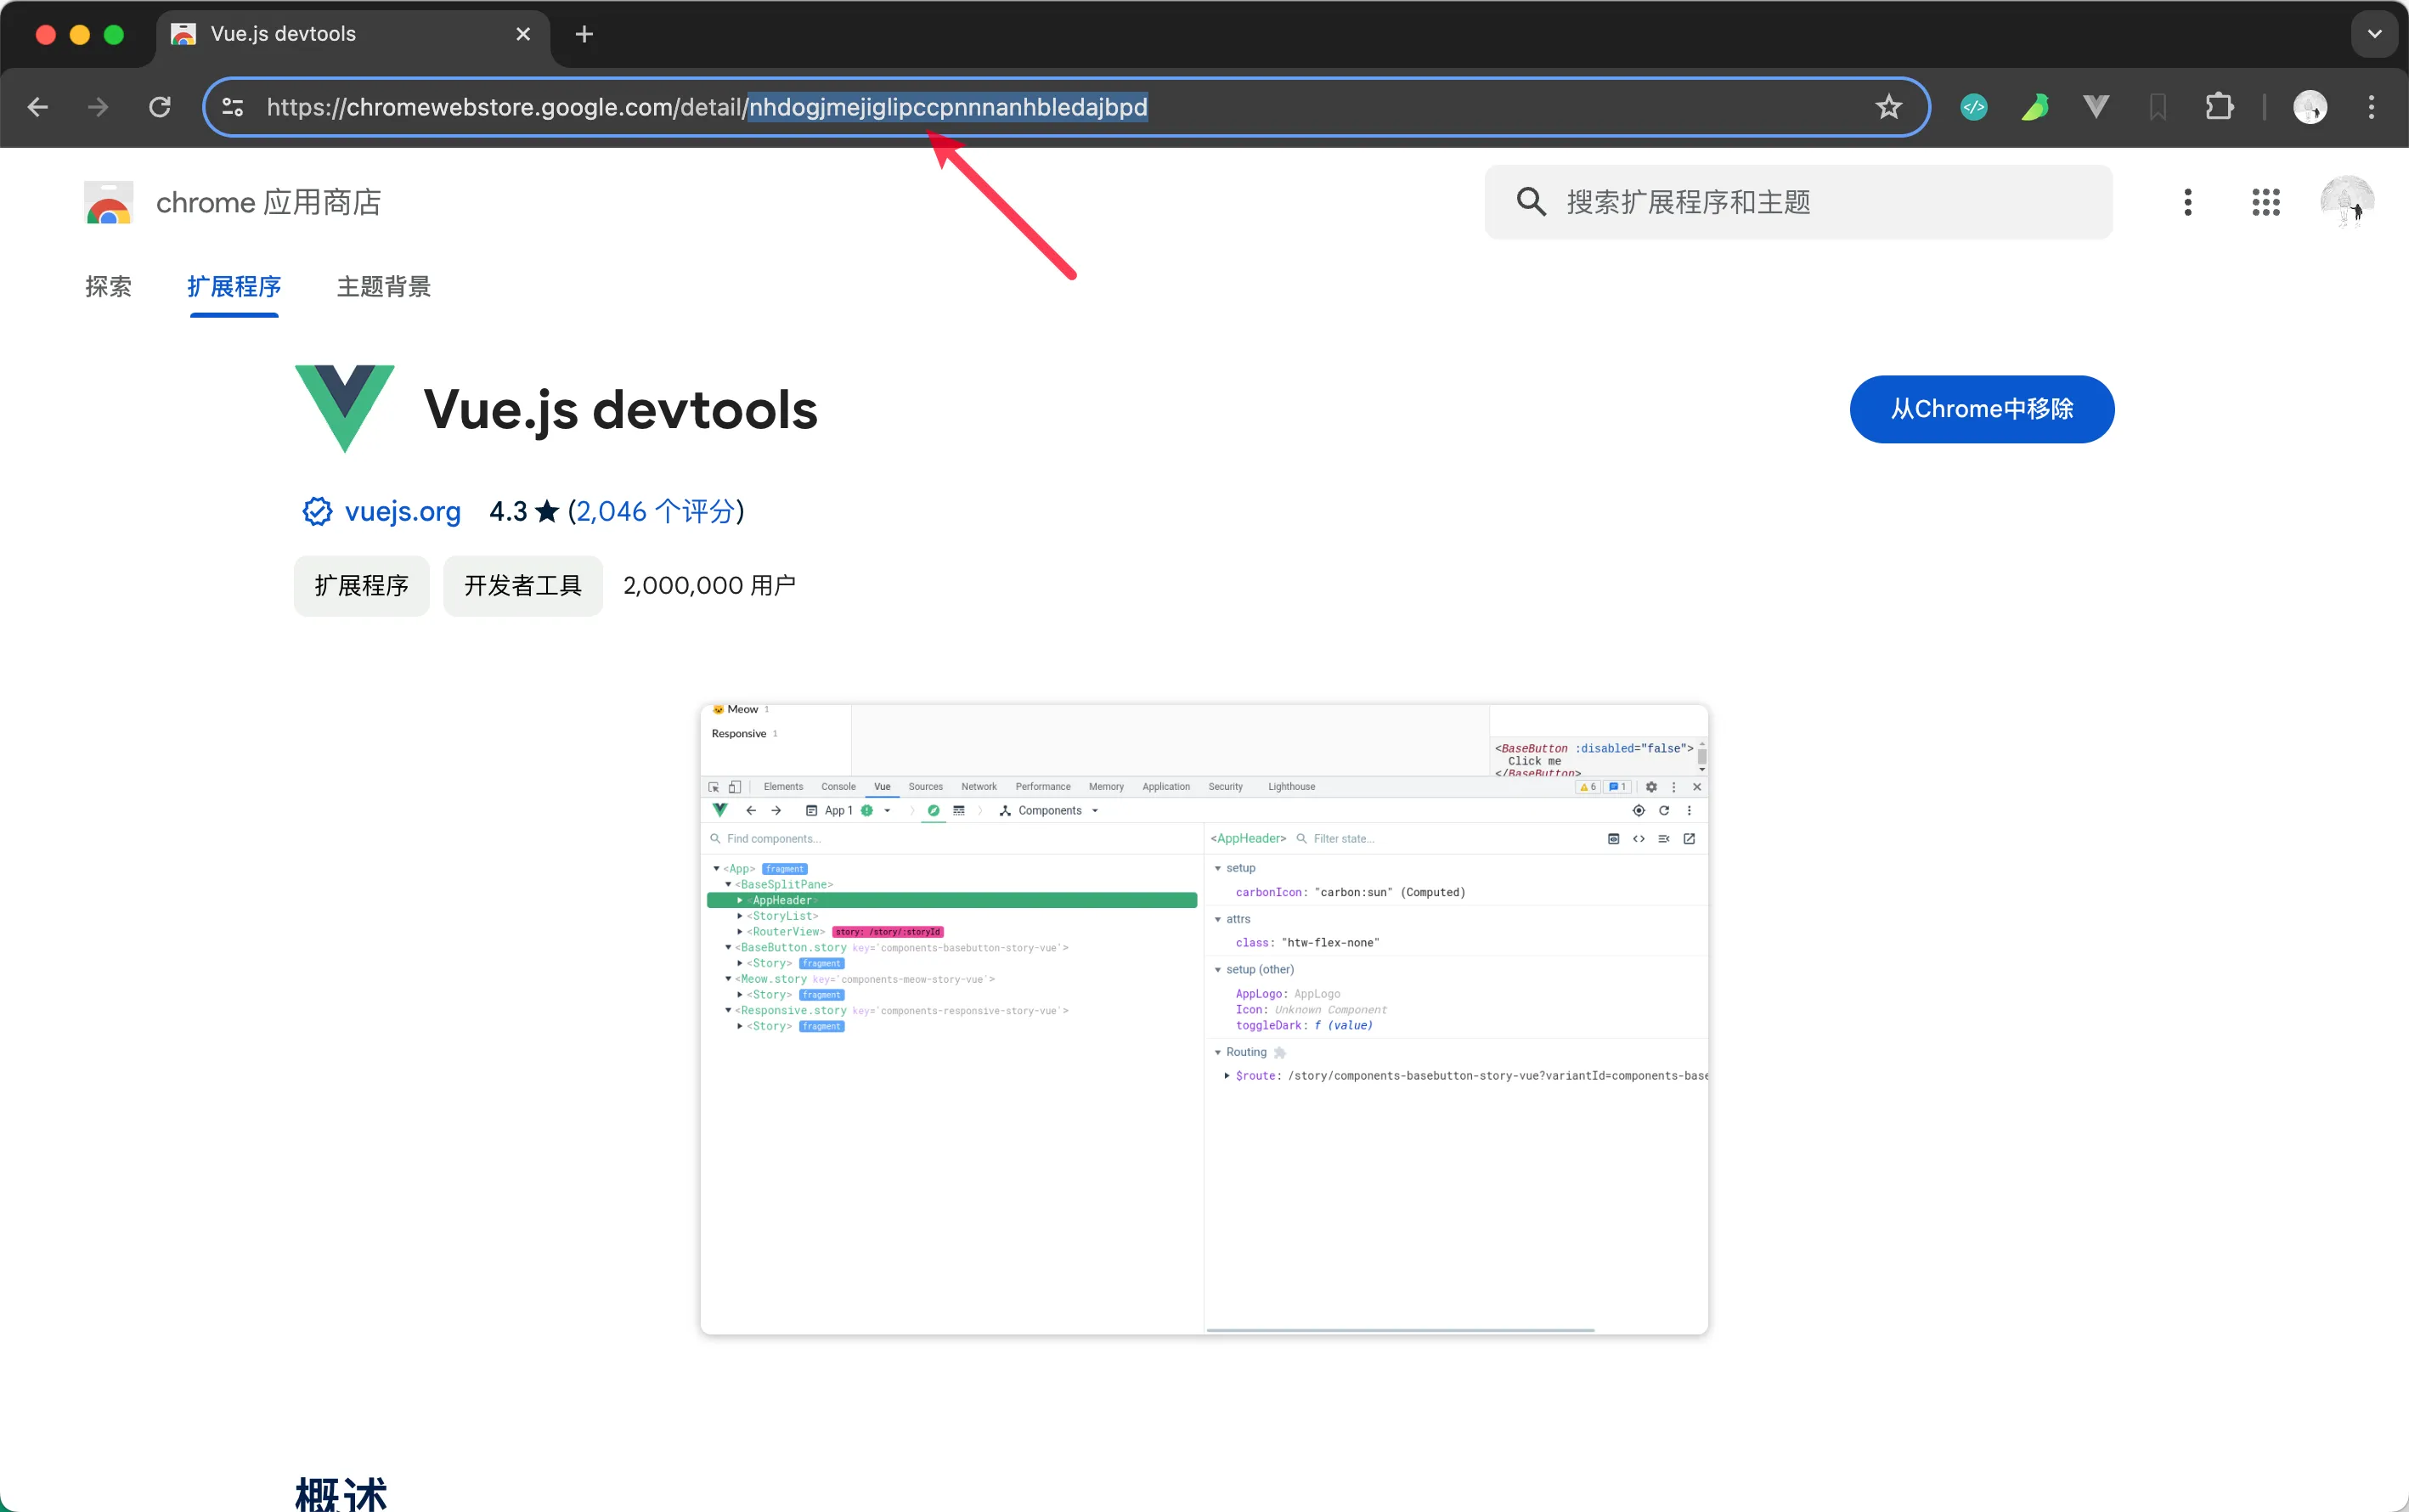 Vue.js devtools
https://chromewebstore.google.com/detail/nhdogjmejiglipccpnnnanhbledajbpd
chrome 应用商店
搜索扩展程序和主题
探索 扩展程序 主题背景
Vue.js devtools
从Chrome中移除
vuejs.org 4.3 ★ (2,046 个评分)
扩展程序 开发者工具 2,000,000 用户
Meow 1
Responsive 1
<BaseButton :disabled="false">
Click me
</BaseButton>
Elements Console Vue Sources Network Performance Memory Application Security Lighthouse 6 1
App 1 Components
Find components...
<AppHeader> Filter state...
<App> fragment
<BaseSplitPane>
<AppHeader>
<StoryList>
<RouterView> story: /story/:storyId
<BaseButton.story key='components-basebutton-story-vue'>
<Story> fragment
<Meow.story key='components-meow-story-vue'>
<Story> fragment
<Responsive.story key='components-responsive-story-vue'>
<Story> fragment
setup
carbonIcon: "carbon:sun" (Computed)
attrs
class: "htw-flex-none"
setup (other)
AppLogo: AppLogo
Icon: Unknown Component
toggleDark: f (value)
Routing
$route: /story/components-basebutton-story-vue?variantId=components-base
概述